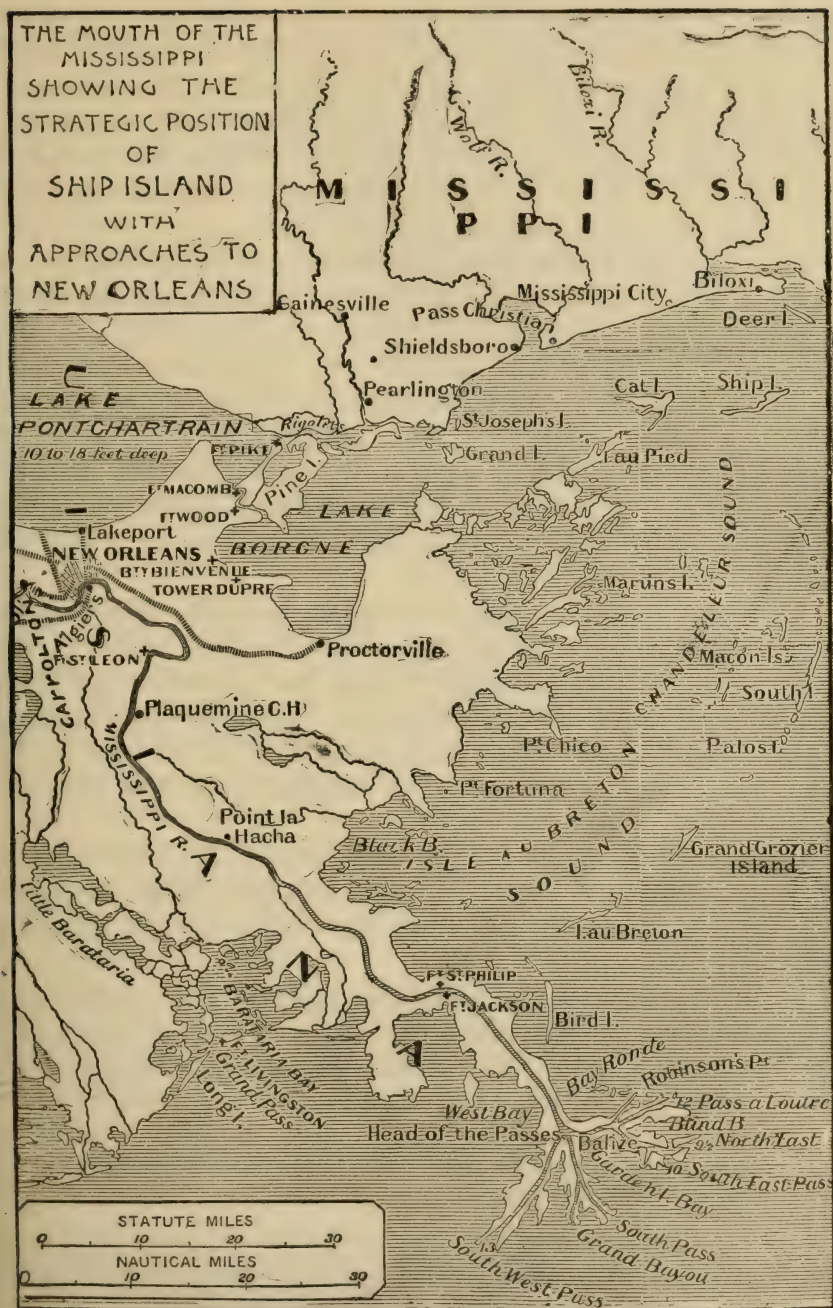 THE MOUTH OF THE
MISSISSIPPI
SHOWING THE
STRATEGIC POSITION
OF
SHIP ISLAND
WITH
APPROACHES TO
NEW ORLEANS
Wolf R.
Biloxi R.
M I S S I S S I
P P I
Gainesville
Pass Christian
Mississippi City
Biloxi
Deer I.
Shieldsboro
Pearlington
Cat I.
Ship I.
LAKE
PONTCHARTRAIN
10 to 18 feet deep
Rigolets
St Joseph's I.
Grand I.
I. au Pied
FT PIKE
Pine I.
FT MACOMB
FT WOOD
LAKE
BORGNE
Lakeport
NEW ORLEANS
BTY BIENVENUE
TOWER DUPRE
Algiers
CARROLTON
FT ST LEON
Proctorville
Martins I.
CHANDELEUR SOUND
Macon Is.
South I.
Palos I.
Plaquemine C.H
MISSISSIPPI R.
Pt Chico
Pt Fortuna
Point la
Hacha
Black B.
ISLE AU BRETON
SOUND
Grand Grozier
Island
I. au Breton
L
I
S
I
A
N
A
Little Barataria
BARATARIA BAY
FT LIVINGSTON
Grand Pass
Long I.
FT ST PHILIP
FT JACKSON
Bird I.
Bay Ronde
Robinson's Pt
West Bay
Head of the Passes
Balize
12 Pass a Loutre
Blind B
9½ North East
10 South East Pass
Garden I. Bay
South Pass
Grand Bayou
13
South West Pass
STATUTE MILES
0 10 20 30
NAUTICAL MILES
0 10 20 30